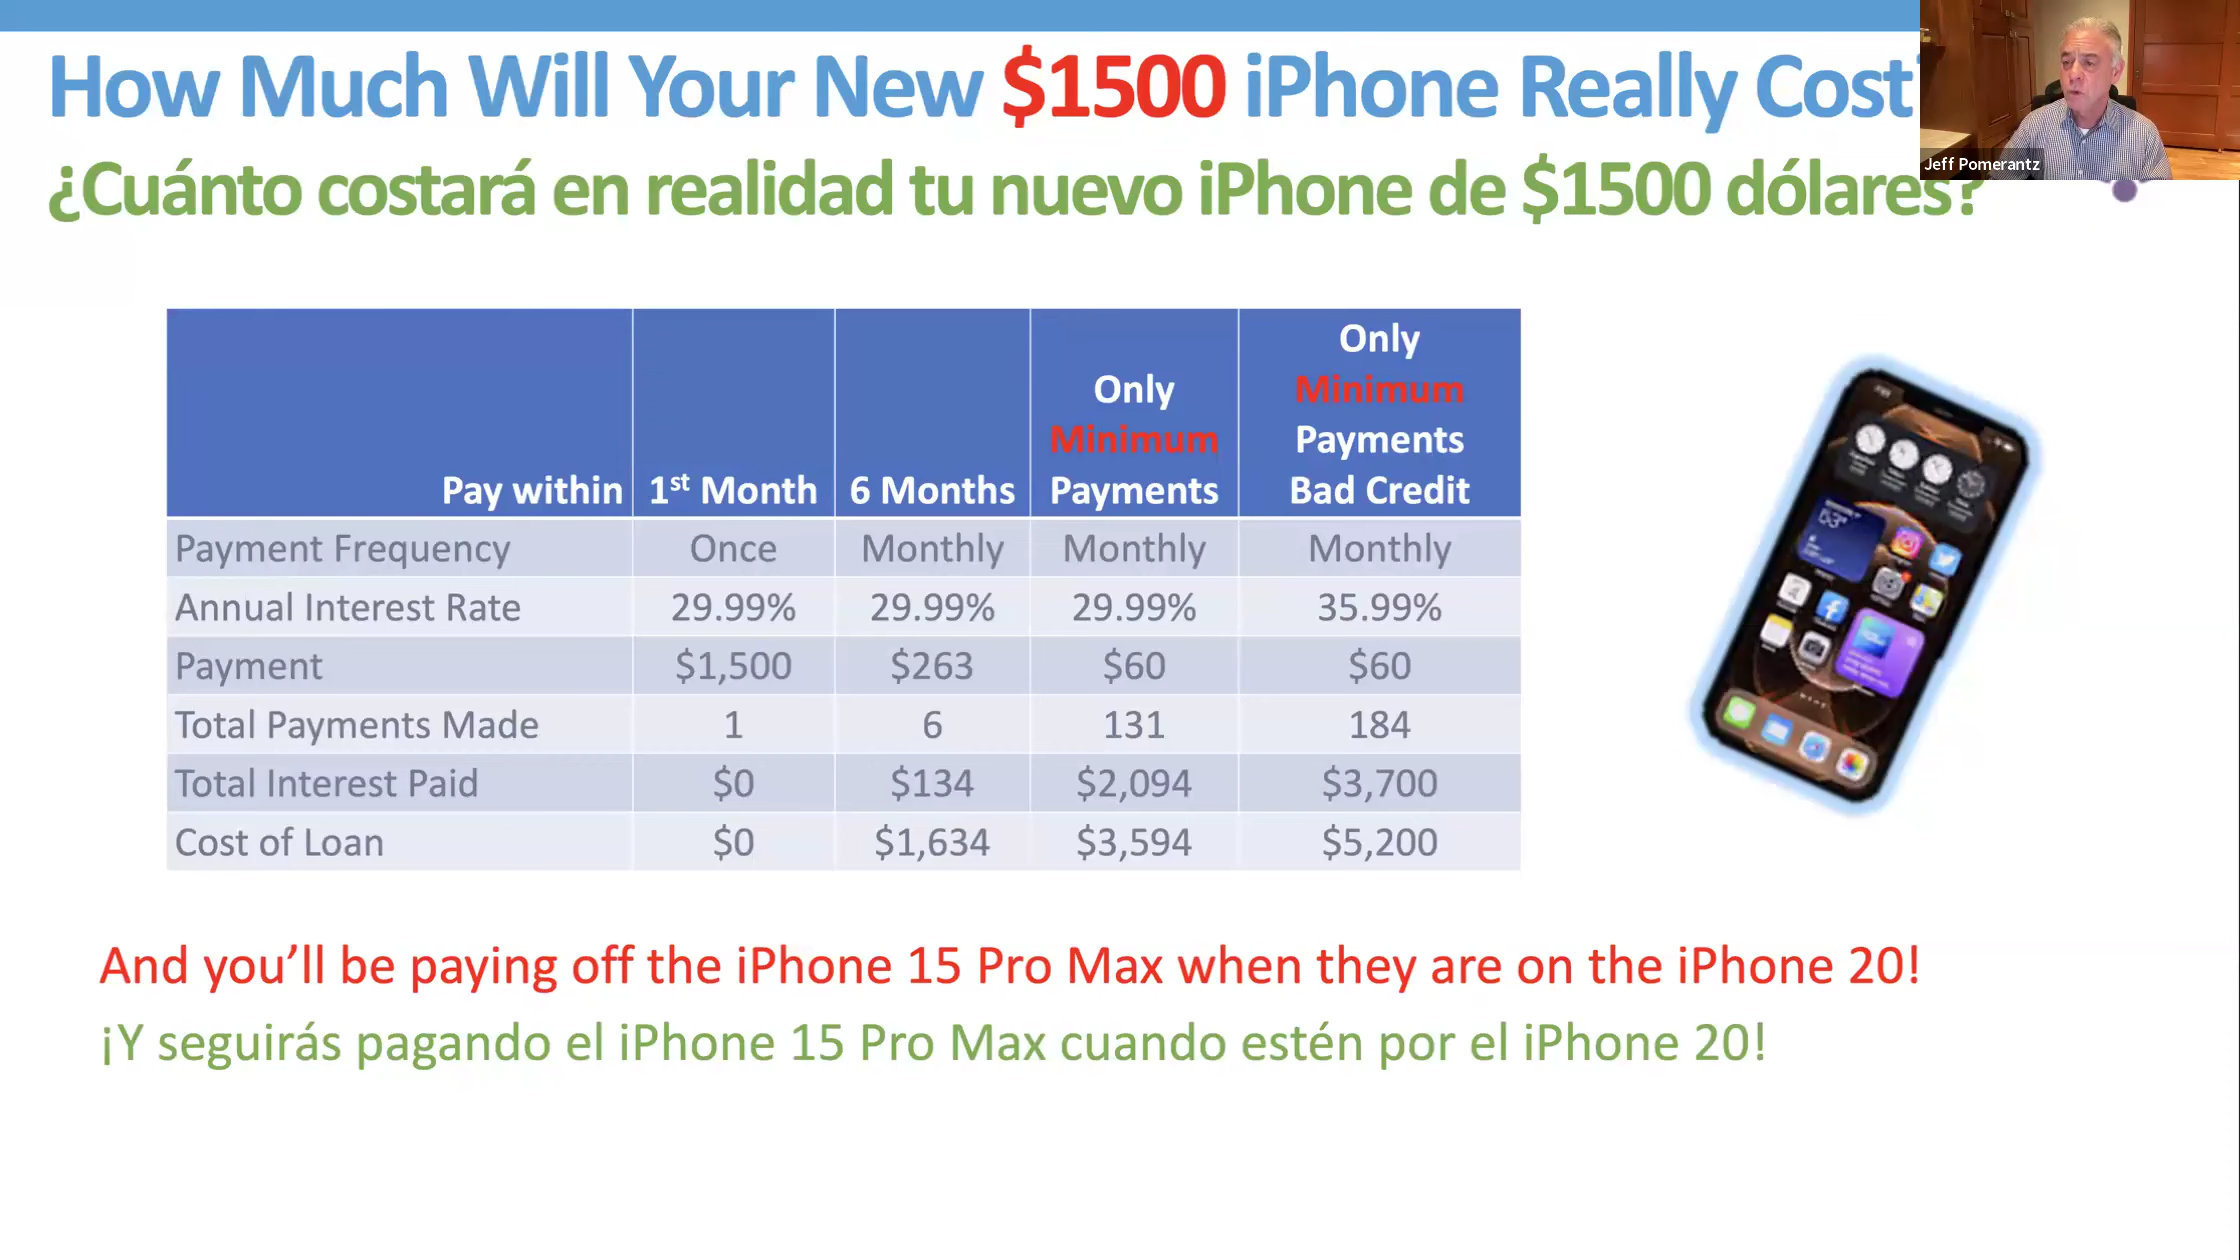 How Much Will Your New $1500 iPhone Really Cost
¿Cuánto costará en realidad tu nuevo iPhone de $1500 dólares?
Jeff Pomerantz
Pay within 1st Month 6 Months Only Minimum Payments Only Minimum Payments Bad Credit
Payment Frequency Once Monthly Monthly Monthly
Annual Interest Rate 29.99% 29.99% 29.99% 35.99%
Payment $1,500 $263 $60 $60
Total Payments Made 1 6 131 184
Total Interest Paid $0 $134 $2,094 $3,700
Cost of Loan $0 $1,634 $3,594 $5,200
53°
And you'll be paying off the iPhone 15 Pro Max when they are on the iPhone 20!
¡Y seguirás pagando el iPhone 15 Pro Max cuando estén por el iPhone 20!